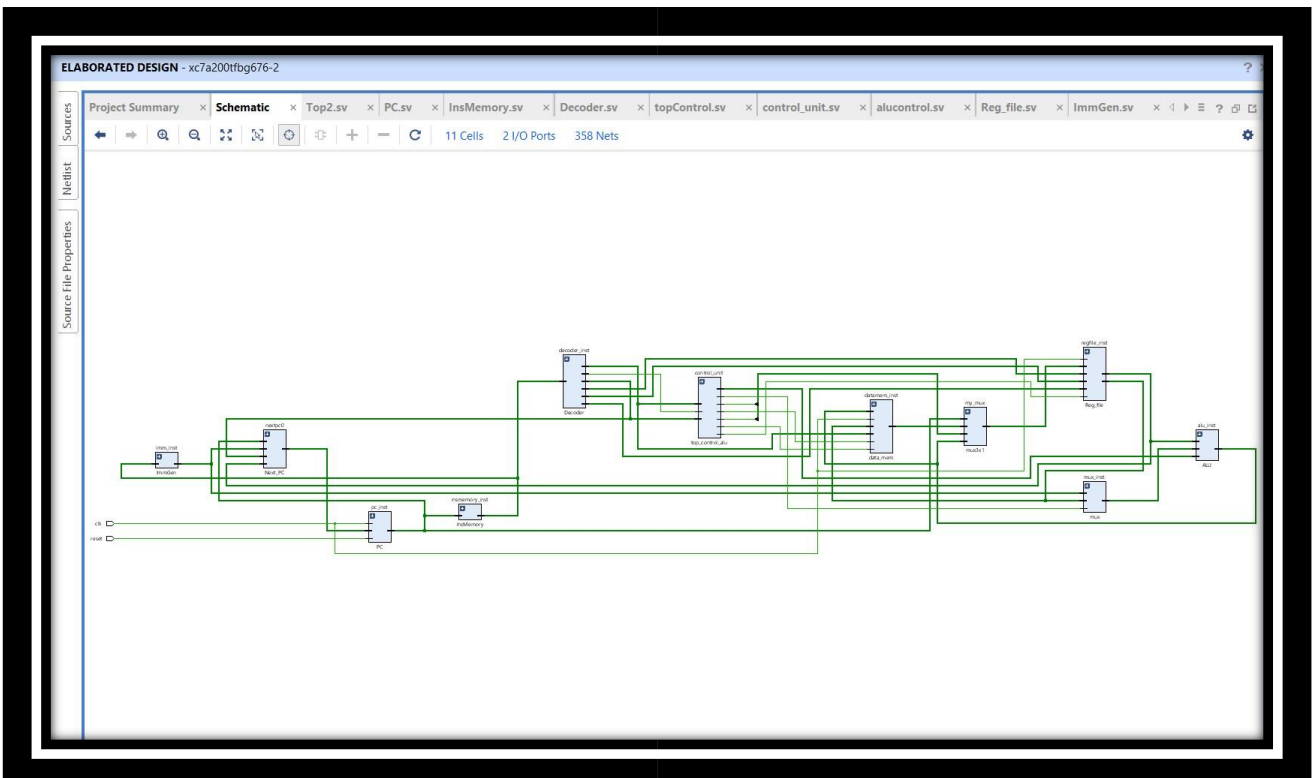 ELABORATED DESIGN - xc7a200tfbg676-2
?
Project Summary × Schematic × Top2.sv × PC.sv × InsMemory.sv × Decoder.sv × topControl.sv × control_unit.sv × alucontrol.sv × Reg_file.sv × ImmGen.sv × ?
11 Cells 2 I/O Ports 358 Nets
Sources
Netlist
Source File Properties
regfile_inst
Reg_file
decoder_inst
Decoder
control_unit
top_control_alu
datamem_inst
data_mem
my_mux
mux3x1
alu_inst
ALU
nextpc0
Next_PC
imm_inst
ImmGen
mux_inst
mux
insmemory_inst
InsMemory
pc_inst
PC
clk
reset